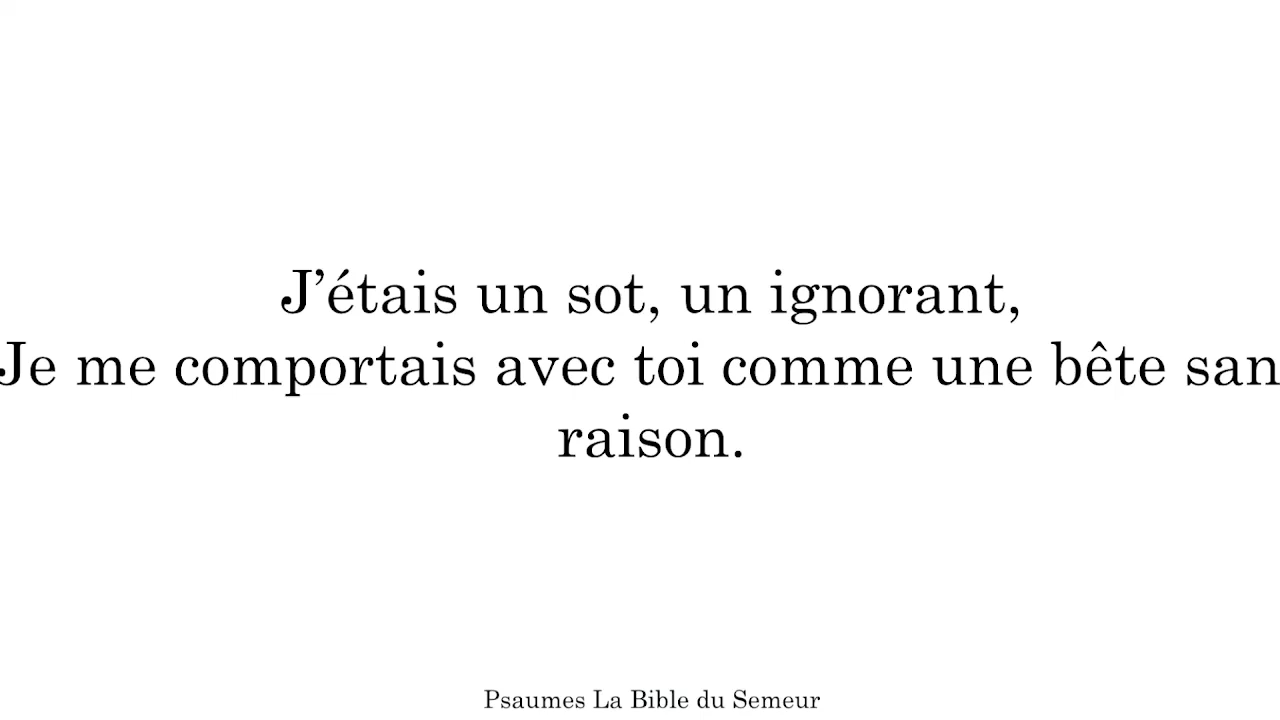 J’étais un sot, un ignorant,
Je me comportais avec toi comme une bête san
raison.
Psaumes La Bible du Semeur